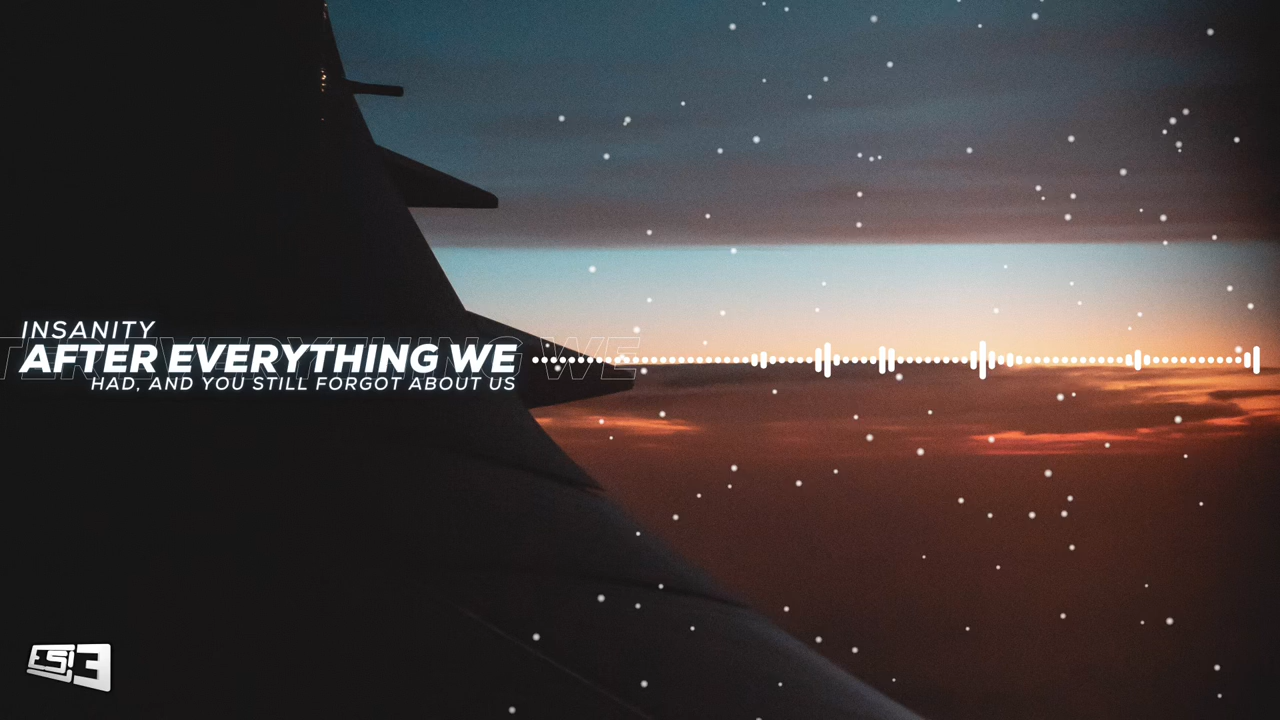 INSANITY
AFTER EVERYTHING WE
HAD, AND YOU STILL FORGOT ABOUT US